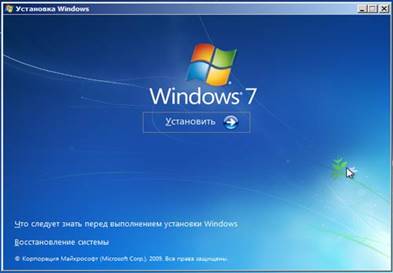 Установка Windows
Windows® 7
Установить
Что следует знать перед выполнением установки Windows
Восстановление системы
© Корпорация Майкрософт (Microsoft Corp.), 2009. Все права защищены.